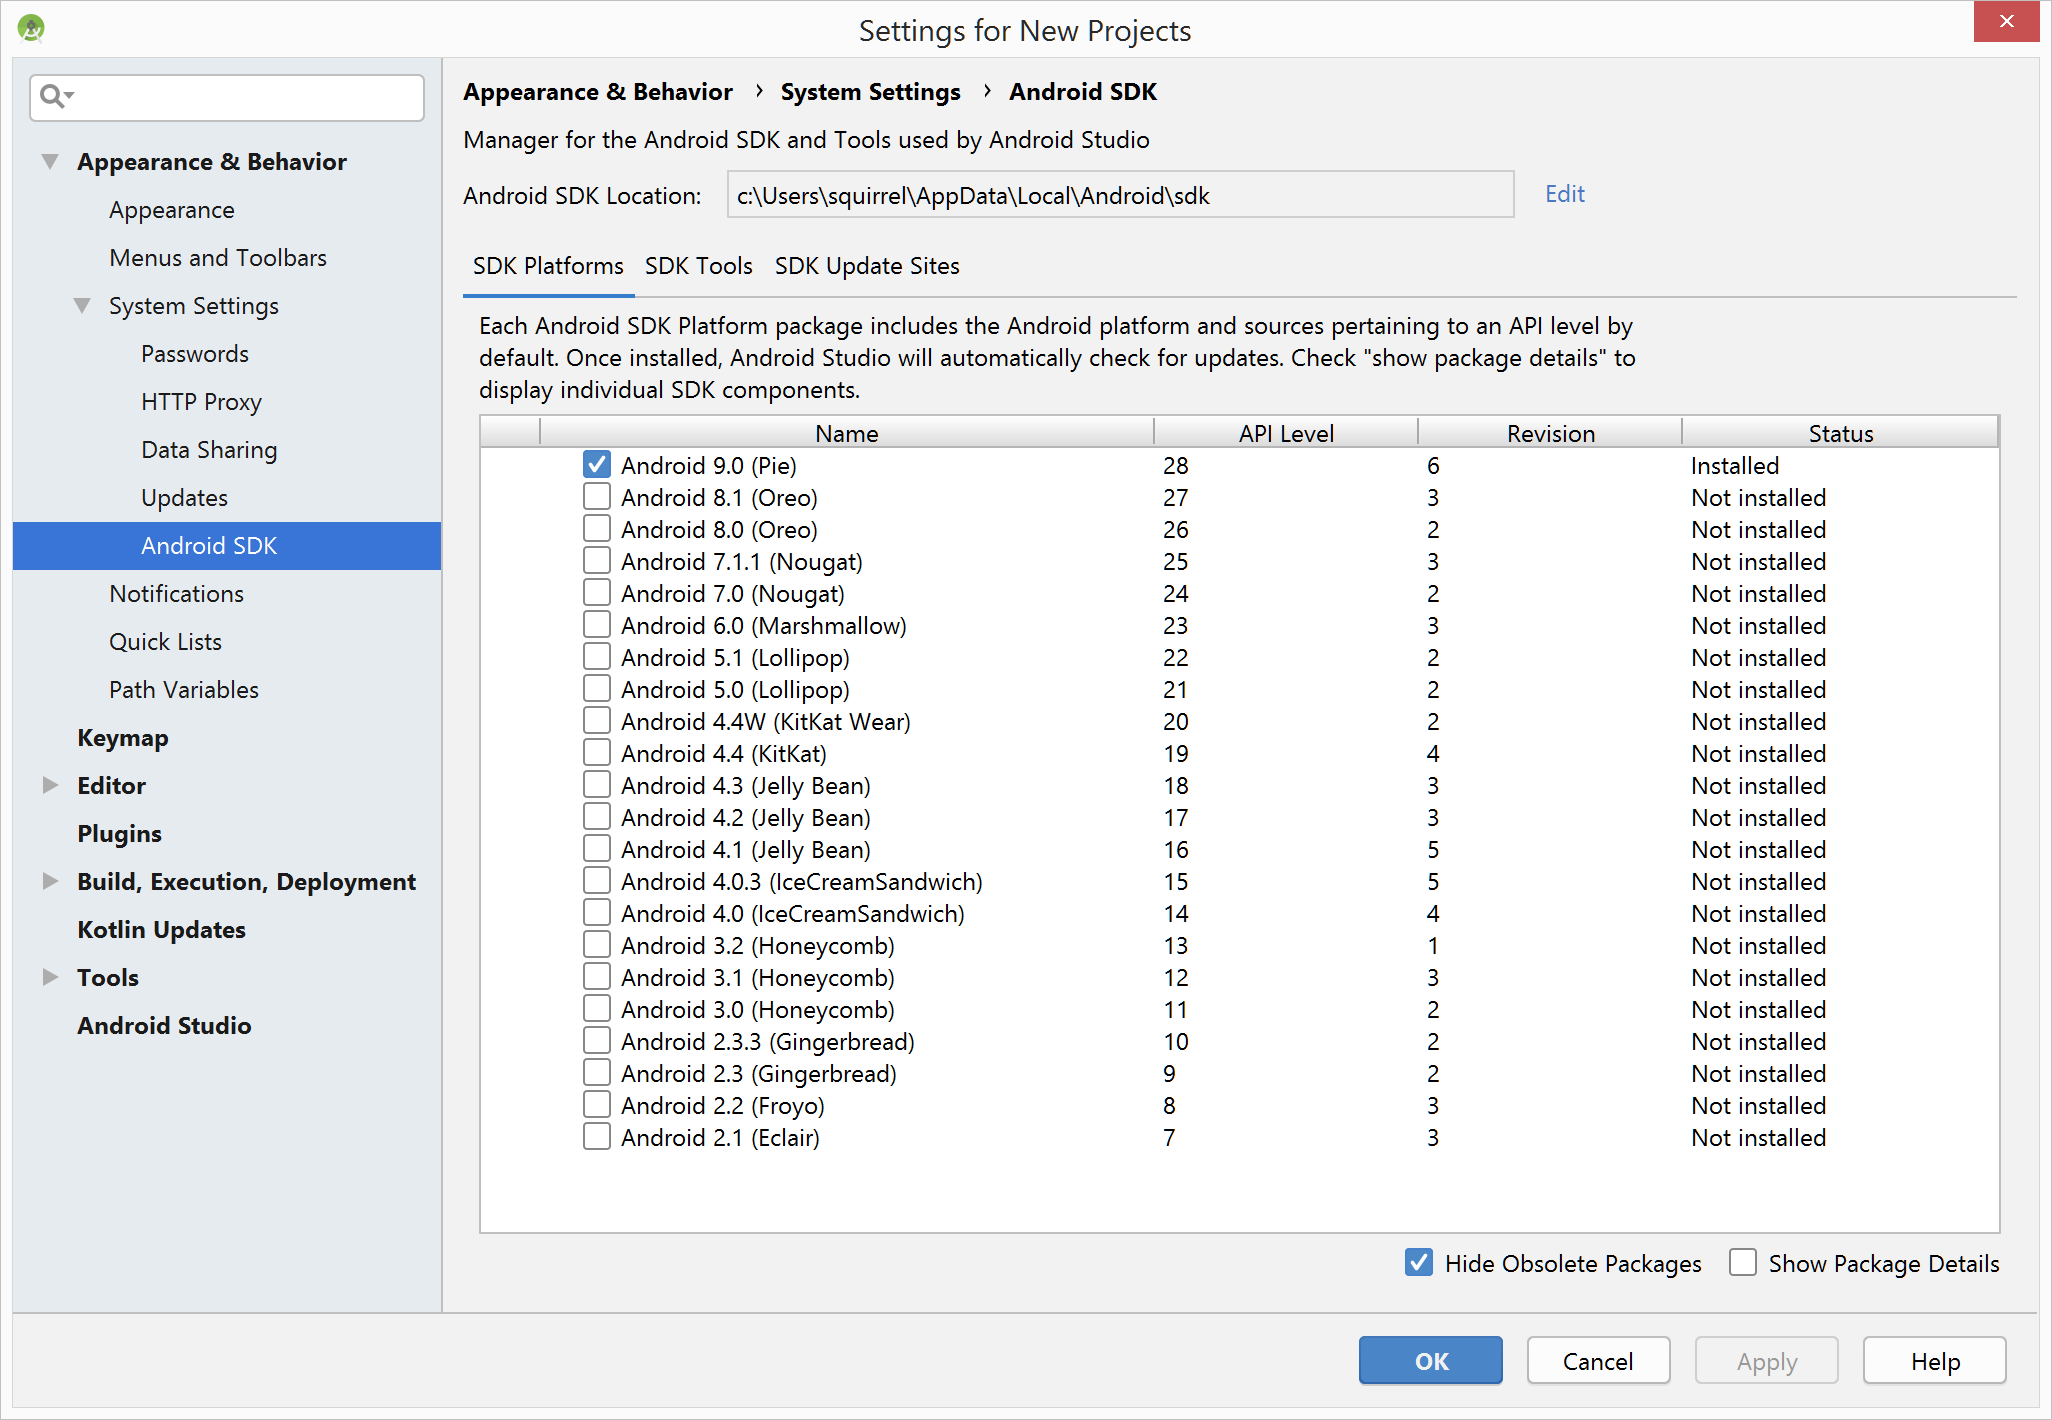 Settings for New Projects
Appearance & Behavior
Appearance
Menus and Toolbars
System Settings
Passwords
HTTP Proxy
Data Sharing
Updates
Android SDK
Notifications
Quick Lists
Path Variables
Keymap
Editor
Plugins
Build, Execution, Deployment
Kotlin Updates
Tools
Android Studio
Appearance & Behavior › System Settings › Android SDK
Manager for the Android SDK and Tools used by Android Studio
Android SDK Location: c:\Users\squirrel\AppData\Local\Android\sdk Edit
SDK Platforms SDK Tools SDK Update Sites
Each Android SDK Platform package includes the Android platform and sources pertaining to an API level by
default. Once installed, Android Studio will automatically check for updates. Check "show package details" to
display individual SDK components.
Name API Level Revision Status
Android 9.0 (Pie) 28 6 Installed
Android 8.1 (Oreo) 27 3 Not installed
Android 8.0 (Oreo) 26 2 Not installed
Android 7.1.1 (Nougat) 25 3 Not installed
Android 7.0 (Nougat) 24 2 Not installed
Android 6.0 (Marshmallow) 23 3 Not installed
Android 5.1 (Lollipop) 22 2 Not installed
Android 5.0 (Lollipop) 21 2 Not installed
Android 4.4W (KitKat Wear) 20 2 Not installed
Android 4.4 (KitKat) 19 4 Not installed
Android 4.3 (Jelly Bean) 18 3 Not installed
Android 4.2 (Jelly Bean) 17 3 Not installed
Android 4.1 (Jelly Bean) 16 5 Not installed
Android 4.0.3 (IceCreamSandwich) 15 5 Not installed
Android 4.0 (IceCreamSandwich) 14 4 Not installed
Android 3.2 (Honeycomb) 13 1 Not installed
Android 3.1 (Honeycomb) 12 3 Not installed
Android 3.0 (Honeycomb) 11 2 Not installed
Android 2.3.3 (Gingerbread) 10 2 Not installed
Android 2.3 (Gingerbread) 9 2 Not installed
Android 2.2 (Froyo) 8 3 Not installed
Android 2.1 (Eclair) 7 3 Not installed
Hide Obsolete Packages Show Package Details
OK Cancel Apply Help